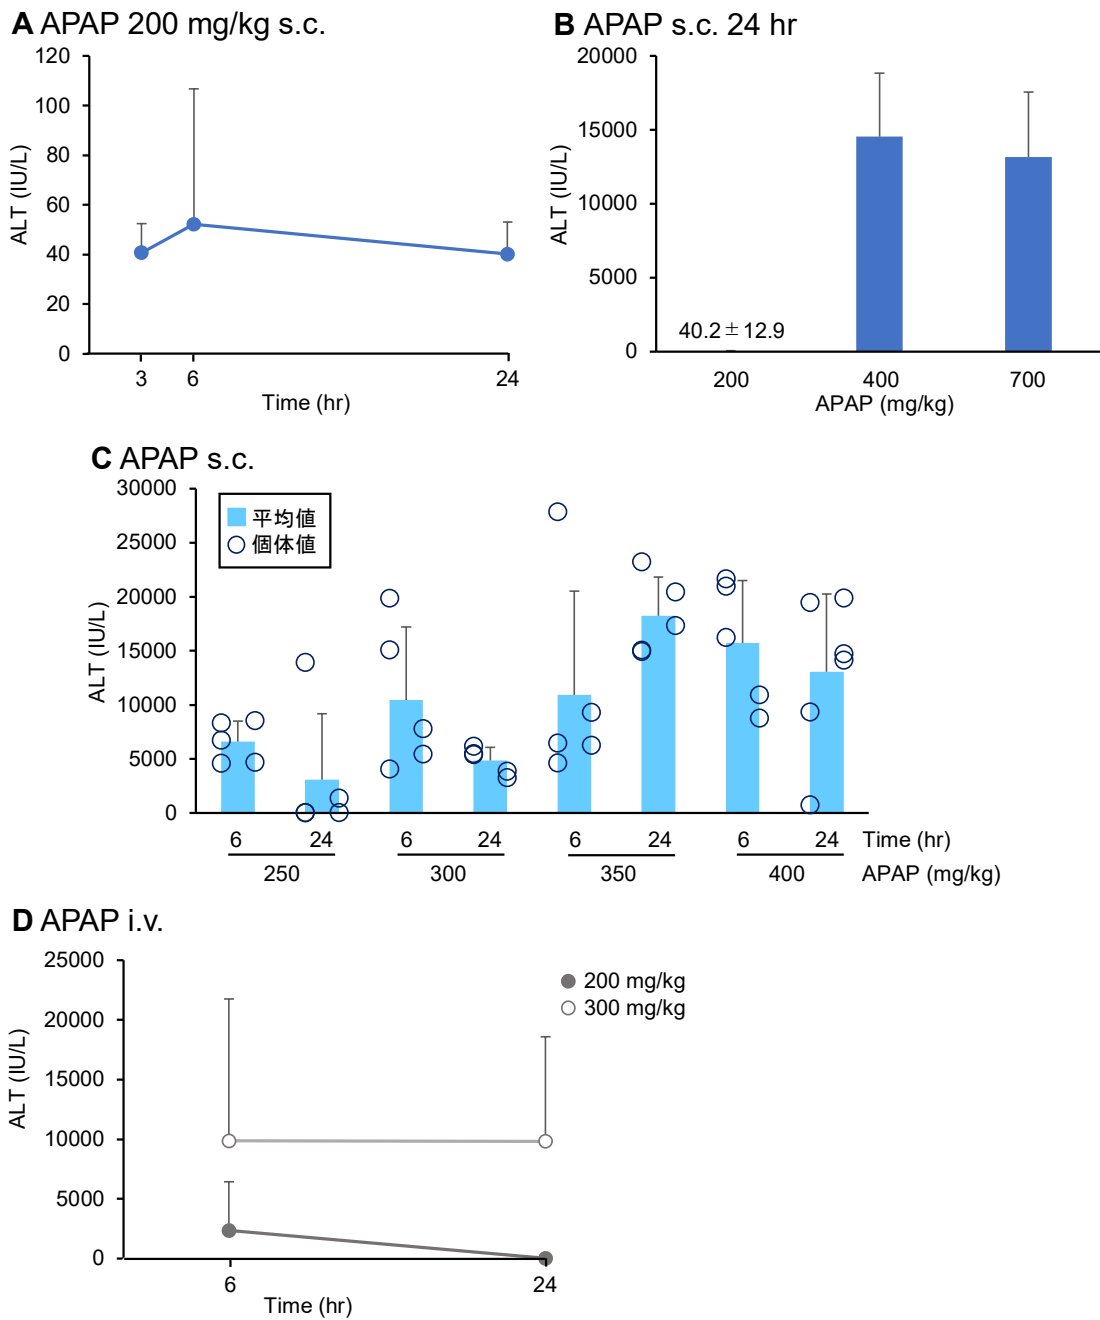 A APAP 200 mg/kg s.c.
120
100
80
60
40
20
0
ALT (IU/L)
3 6 24
Time (hr)
B APAP s.c. 24 hr
20000
15000
10000
5000
0
ALT (IU/L)
40.2±12.9
200 400 700
APAP (mg/kg)
C APAP s.c.
30000
25000
20000
15000
10000
5000
0
ALT (IU/L)
平均値
個体値
6 24 6 24 6 24 6 24 Time (hr)
250 300 350 400 APAP (mg/kg)
D APAP i.v.
25000
20000
15000
10000
5000
0
ALT (IU/L)
200 mg/kg
300 mg/kg
6 24
Time (hr)